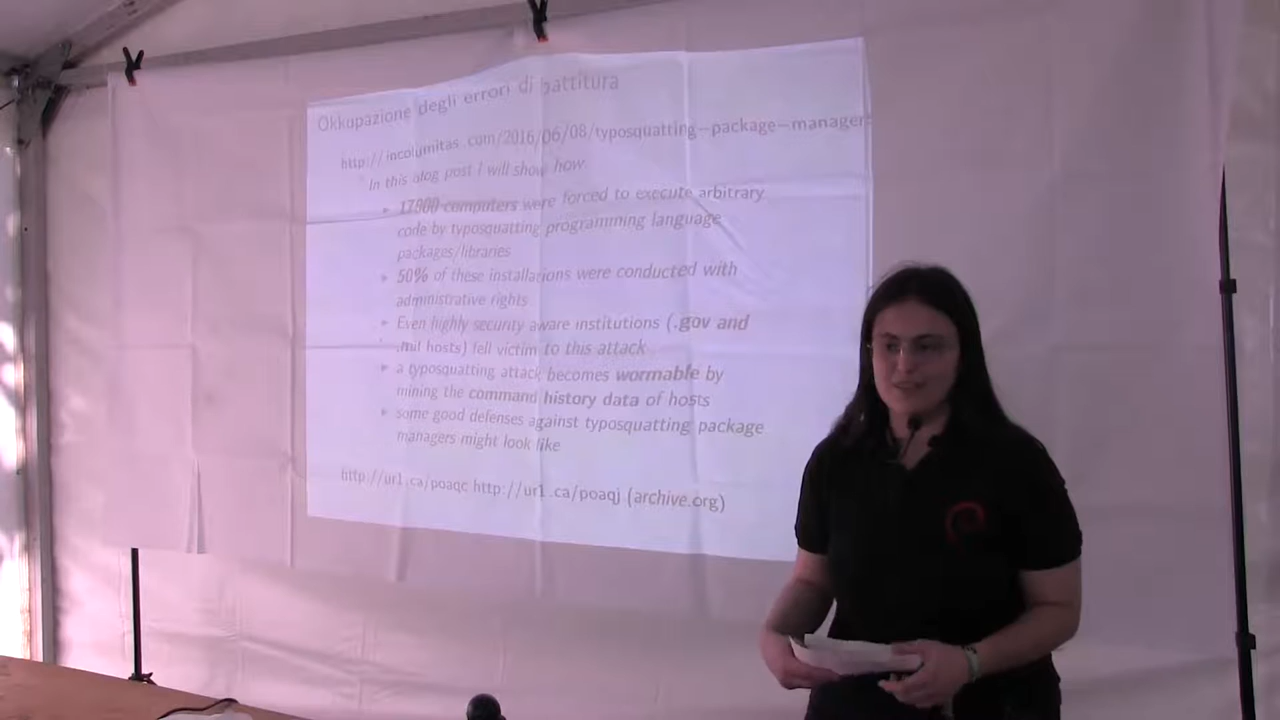 Okkupazione degli errori di battitura
http://incolumitas.com/2016/06/08/typosquatting-package-manager
In this blog post I will show how:
17000 computers were forced to execute arbitrary
code by typosquatting programming language
packages/libraries
50% of these installations were conducted with
administrative rights
Even highly security aware institutions (.gov and
.mil hosts) fell victim to this attack
a typosquatting attack becomes wormable by
mining the command history data of hosts
some good defenses against typosquatting package
managers might look like
http://ur1.ca/poaqc http://ur1.ca/poaqj (archive.org)